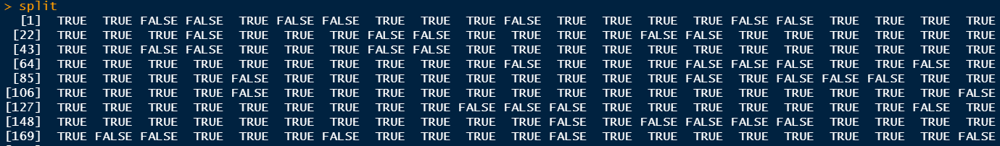 > split
[1] TRUE TRUE FALSE FALSE TRUE FALSE FALSE TRUE TRUE TRUE FALSE TRUE TRUE TRUE TRUE FALSE FALSE TRUE TRUE TRUE TRUE
[22] TRUE TRUE TRUE FALSE TRUE TRUE TRUE FALSE FALSE TRUE TRUE TRUE TRUE FALSE FALSE TRUE TRUE TRUE TRUE TRUE TRUE
[43] TRUE TRUE FALSE FALSE TRUE TRUE TRUE FALSE FALSE TRUE TRUE TRUE TRUE TRUE TRUE TRUE TRUE TRUE TRUE TRUE TRUE
[64] TRUE TRUE TRUE TRUE TRUE TRUE TRUE TRUE TRUE TRUE FALSE TRUE TRUE TRUE FALSE FALSE FALSE TRUE TRUE FALSE TRUE
[85] TRUE TRUE TRUE TRUE FALSE TRUE TRUE TRUE TRUE TRUE TRUE TRUE TRUE TRUE FALSE TRUE FALSE FALSE FALSE TRUE TRUE
[106] TRUE TRUE TRUE TRUE FALSE TRUE TRUE TRUE TRUE TRUE TRUE TRUE TRUE TRUE TRUE TRUE TRUE TRUE TRUE TRUE FALSE
[127] TRUE TRUE TRUE TRUE TRUE TRUE TRUE TRUE TRUE FALSE FALSE FALSE TRUE TRUE TRUE TRUE TRUE TRUE TRUE FALSE TRUE
[148] TRUE TRUE TRUE TRUE TRUE TRUE TRUE TRUE TRUE TRUE TRUE FALSE TRUE FALSE FALSE FALSE FALSE TRUE TRUE TRUE TRUE
[169] TRUE FALSE FALSE TRUE TRUE TRUE FALSE TRUE TRUE TRUE TRUE FALSE TRUE TRUE TRUE TRUE TRUE TRUE TRUE TRUE FALSE